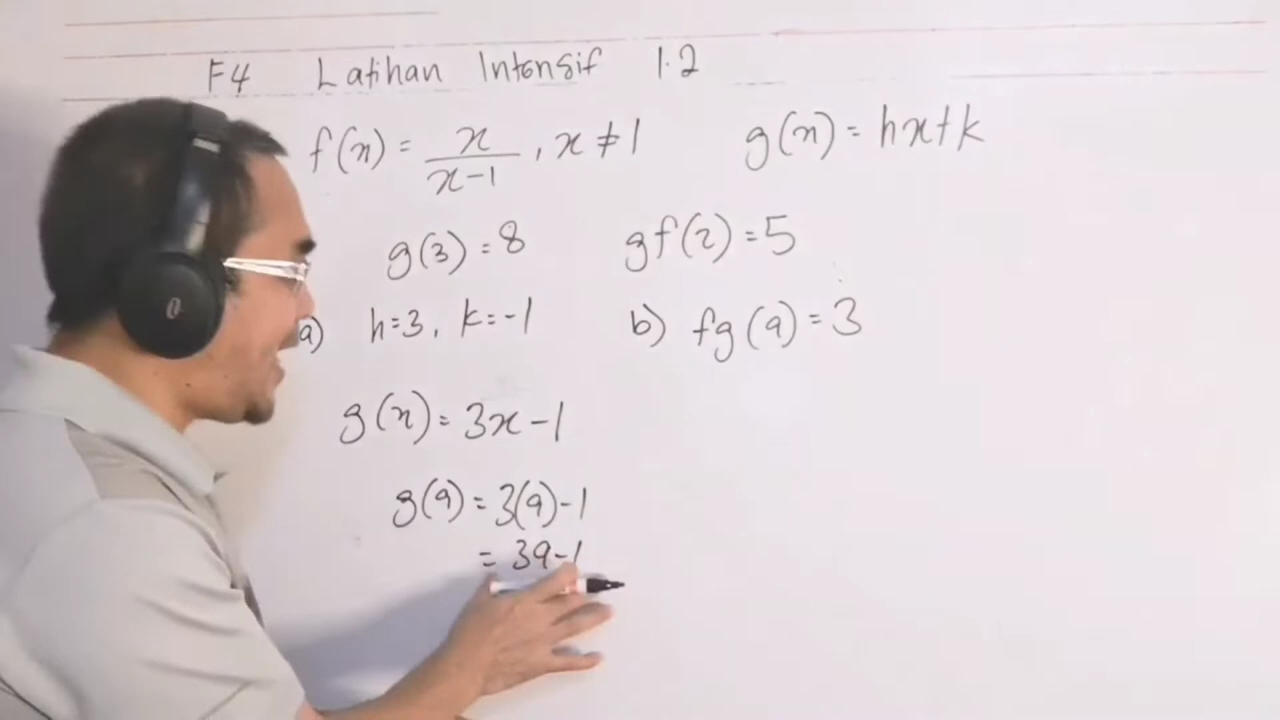 F4 Latihan Intensif 1.2
f(x) = x/(x-1), x ≠ 1 g(x) = hx+k
g(3) = 8 gf(2) = 5
a) h=3, k=-1 b) fg(a) = 3
g(x) = 3x-1
g(a) = 3(a)-1
= 3a-1